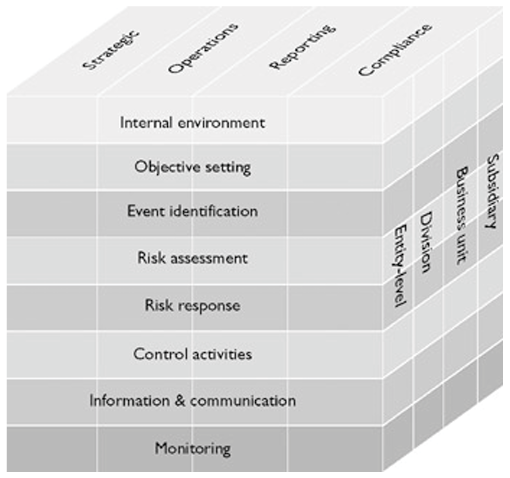 Strategic
Operations
Reporting
Compliance
Internal environment
Objective setting
Event identification
Risk assessment
Risk response
Control activities
Information & communication
Monitoring
Entity-level
Division
Business unit
Subsidiary